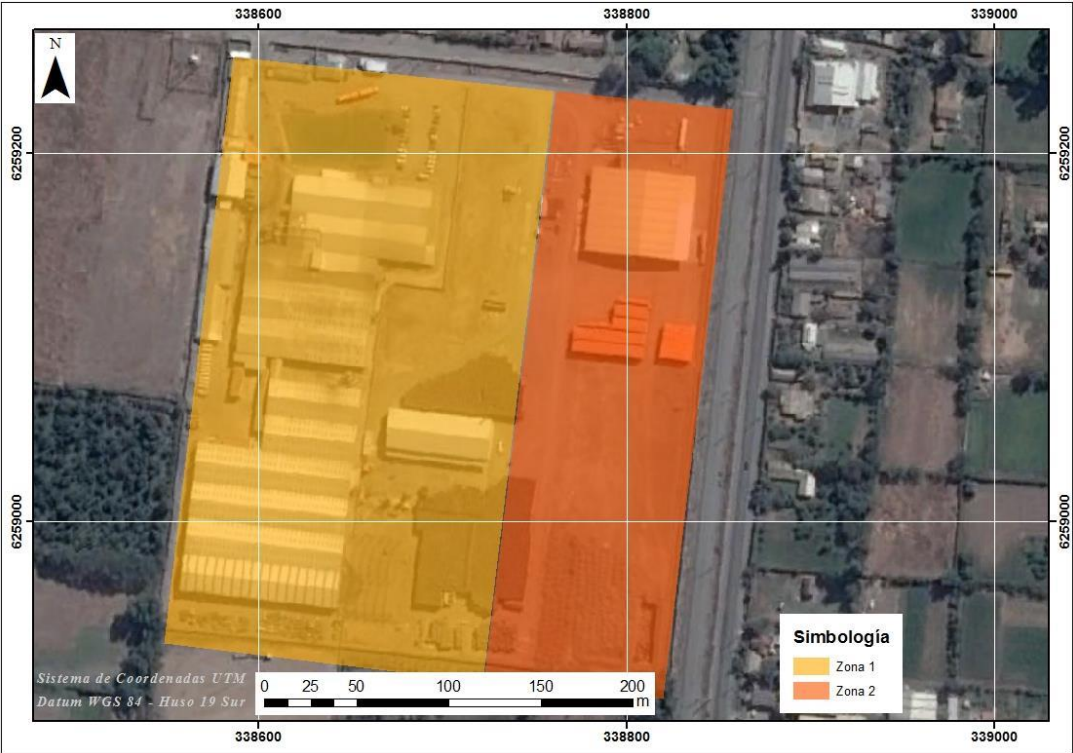 338600
338800
339000
N
6259200
6259200
6259000
6259000
Simbología
Zona 1
Zona 2
Sistema de Coordenadas UTM
Datum WGS 84 - Huso 19 Sur
0 25 50 100 150 200
m
338600
338800
339000